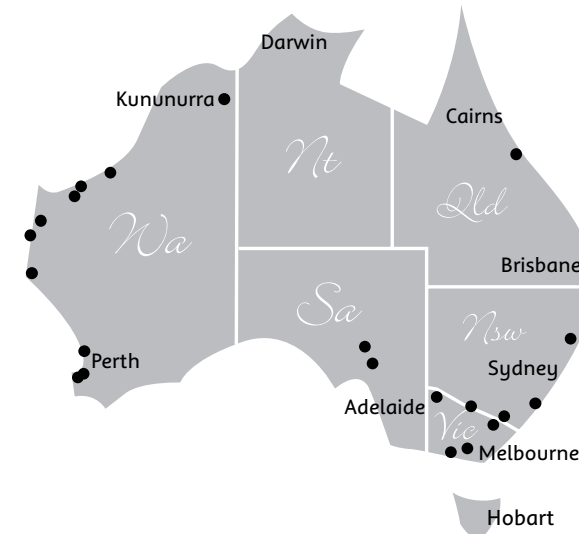 Darwin
Kununurra
Cairns
Nt
Qld
Wa
Brisbane
Sa
Nsw
Perth
Sydney
Adelaide
Vic
Melbourne
Hobart